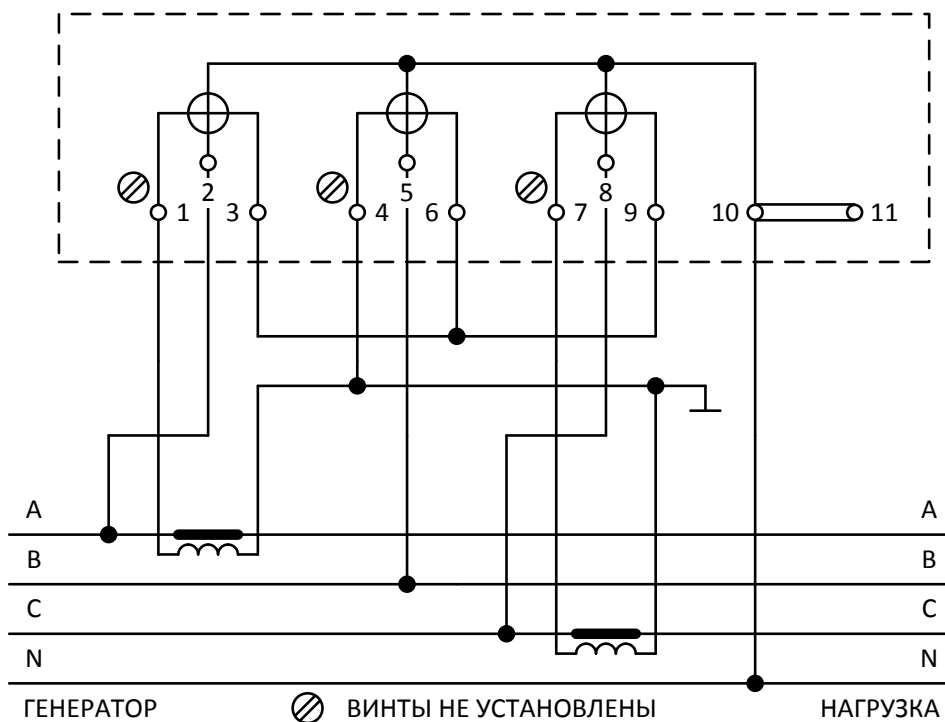 2 5 8
1 3 4 6 7 9 10 11
A A
B B
C C
N N
ГЕНЕРАТОР ВИНТЫ НЕ УСТАНОВЛЕНЫ НАГРУЗКА